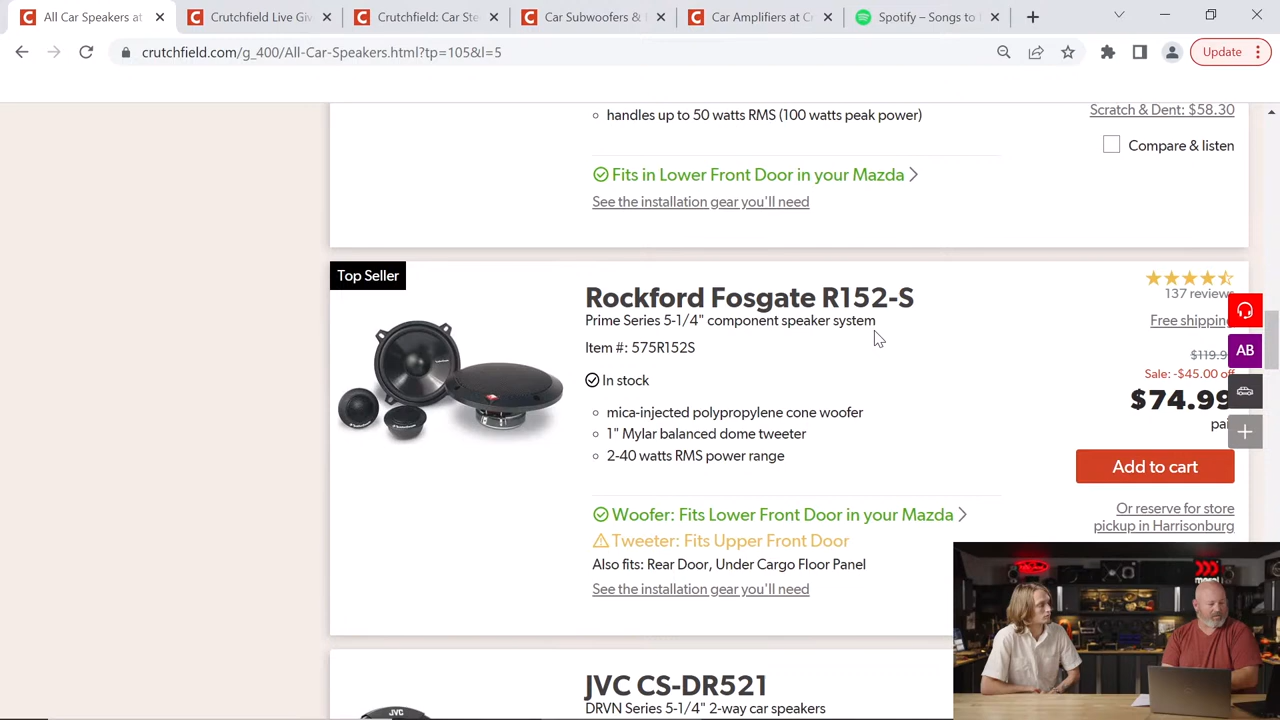 All Car Speakers at
Crutchfield Live Giv
Crutchfield: Car Ste
Car Subwoofers &
Car Amplifiers at C
Spotify – Songs to
crutchfield.com/g_400/All-Car-Speakers.html?tp=105&l=5
Update
handles up to 50 watts RMS (100 watts peak power)
Scratch & Dent: $58.30
Compare & listen
Fits in Lower Front Door in your Mazda
See the installation gear you'll need
Top Seller
Rockford Fosgate R152-S
Prime Series 5-1/4" component speaker system
Item #: 575R152S
In stock
mica-injected polypropylene cone woofer
1" Mylar balanced dome tweeter
2-40 watts RMS power range
137 reviews
Free shipping
$119.9
Sale: -$45.00 off
$74.99
pai
AB
Add to cart
Or reserve for store
pickup in Harrisonburg
Woofer: Fits Lower Front Door in your Mazda
Tweeter: Fits Upper Front Door
Also fits: Rear Door, Under Cargo Floor Panel
See the installation gear you'll need
morel
JVC CS-DR521
DRVN Series 5-1/4" 2-way car speakers
JVC